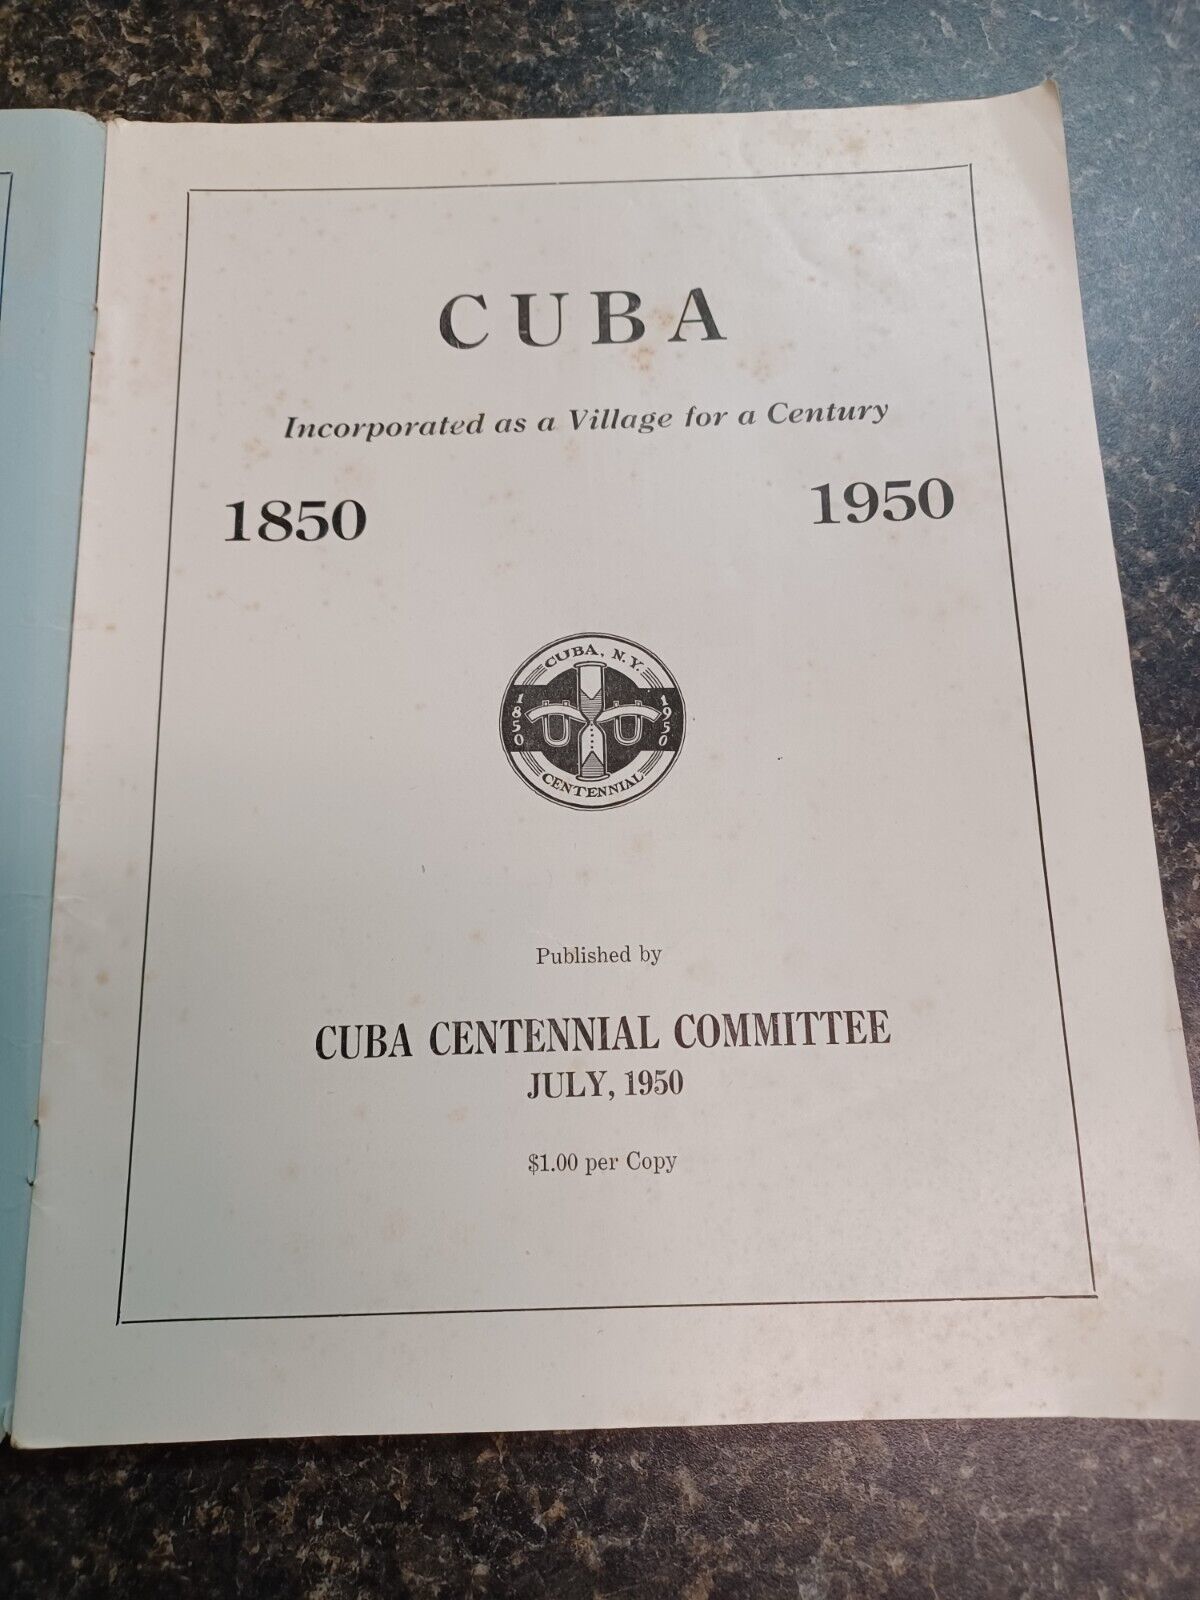 CUBA
Incorporated as a Village for a Century
1850 1950
CUBA, N.Y.
1850 1950
CENTENNIAL
Published by
CUBA CENTENNIAL COMMITTEE
JULY, 1950
$1.00 per Copy